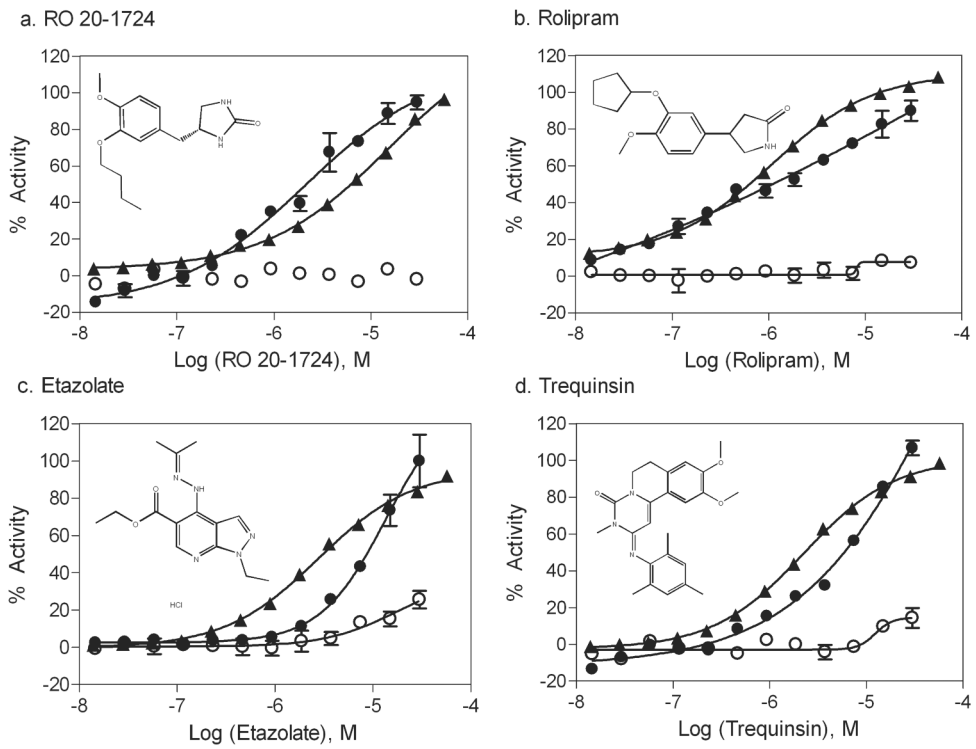 a. RO 20-1724
120
100
80
60
40
20
0
-20
% Activity
-8 -7 -6 -5 -4
Log (RO 20-1724), M
O
O
NH
N
H
O
b. Rolipram
120
100
80
60
40
20
0
-20
% Activity
-8 -7 -6 -5 -4
Log (Rolipram), M
O
O
NH
O
c. Etazolate
120
100
80
60
40
20
0
-20
% Activity
-8 -7 -6 -5 -4
Log (Etazolate), M
N
NH
O
O
N
N
N
HCl
d. Trequinsin
120
100
80
60
40
20
0
-20
% Activity
-8 -7 -6 -5 -4
Log (Trequinsin), M
O
O
O
N
N
N